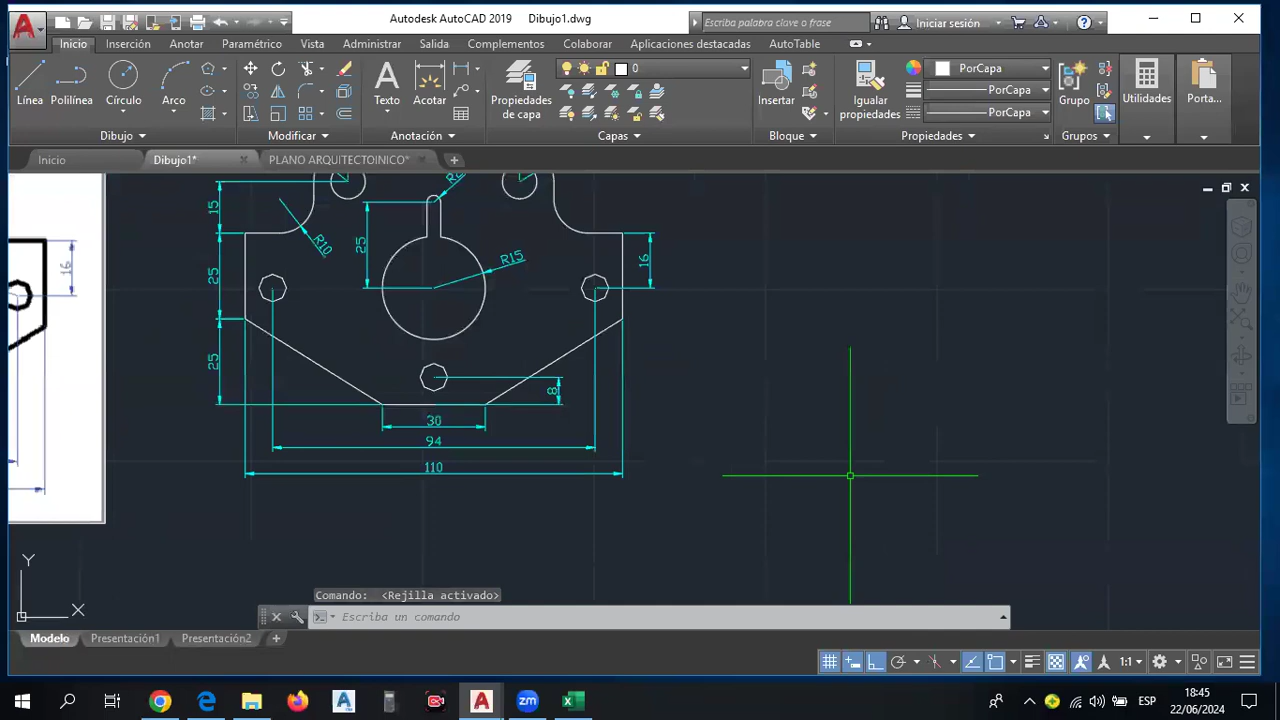 Autodesk AutoCAD 2019 Dibujo1.dwg
Escriba palabra clave o frase
Iniciar sesión
Inicio Inserción Anotar Paramétrico Vista Administrar Salida Complementos Colaborar Aplicaciones destacadas AutoTable
Línea Polilínea Círculo Arco
Texto Acotar
Propiedades de capa
0
Insertar
Igualar propiedades
PorCapa
PorCapa
PorCapa
Grupo
Utilidades
Porta...
Dibujo Modificar Anotación Capas Bloque Propiedades Grupos
Inicio Dibujo1* PLANO ARQUITECTOINICO* +
15
R10
25
R15
16
25
16
25
8
30
94
110
Y
X
Comando: <Rejilla activado>
Escriba un comando
Modelo Presentación1 Presentación2 +
1:1
ESP
18:45
22/06/2024